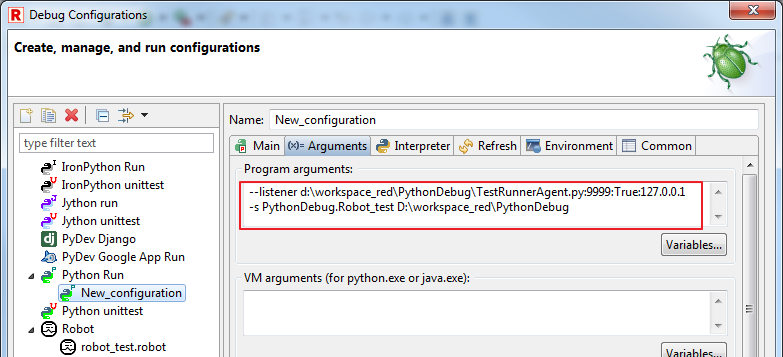 R Debug Configurations
Create, manage, and run configurations
Name: New_configuration
type filter text
Main (x)= Arguments Interpreter Refresh Environment Common
Program arguments:
--listener d:\workspace_red\PythonDebug\TestRunnerAgent.py:9999:True:127.0.0.1
-s PythonDebug.Robot_test D:\workspace_red\PythonDebug
Variables...
VM arguments (for python.exe or java.exe):
Variables...
IronPython Run
IronPython unittest
Jython run
Jython unittest
dj PyDev Django
PyDev Google App Run
Python Run
New_configuration
Python unittest
Robot
robot_test.robot